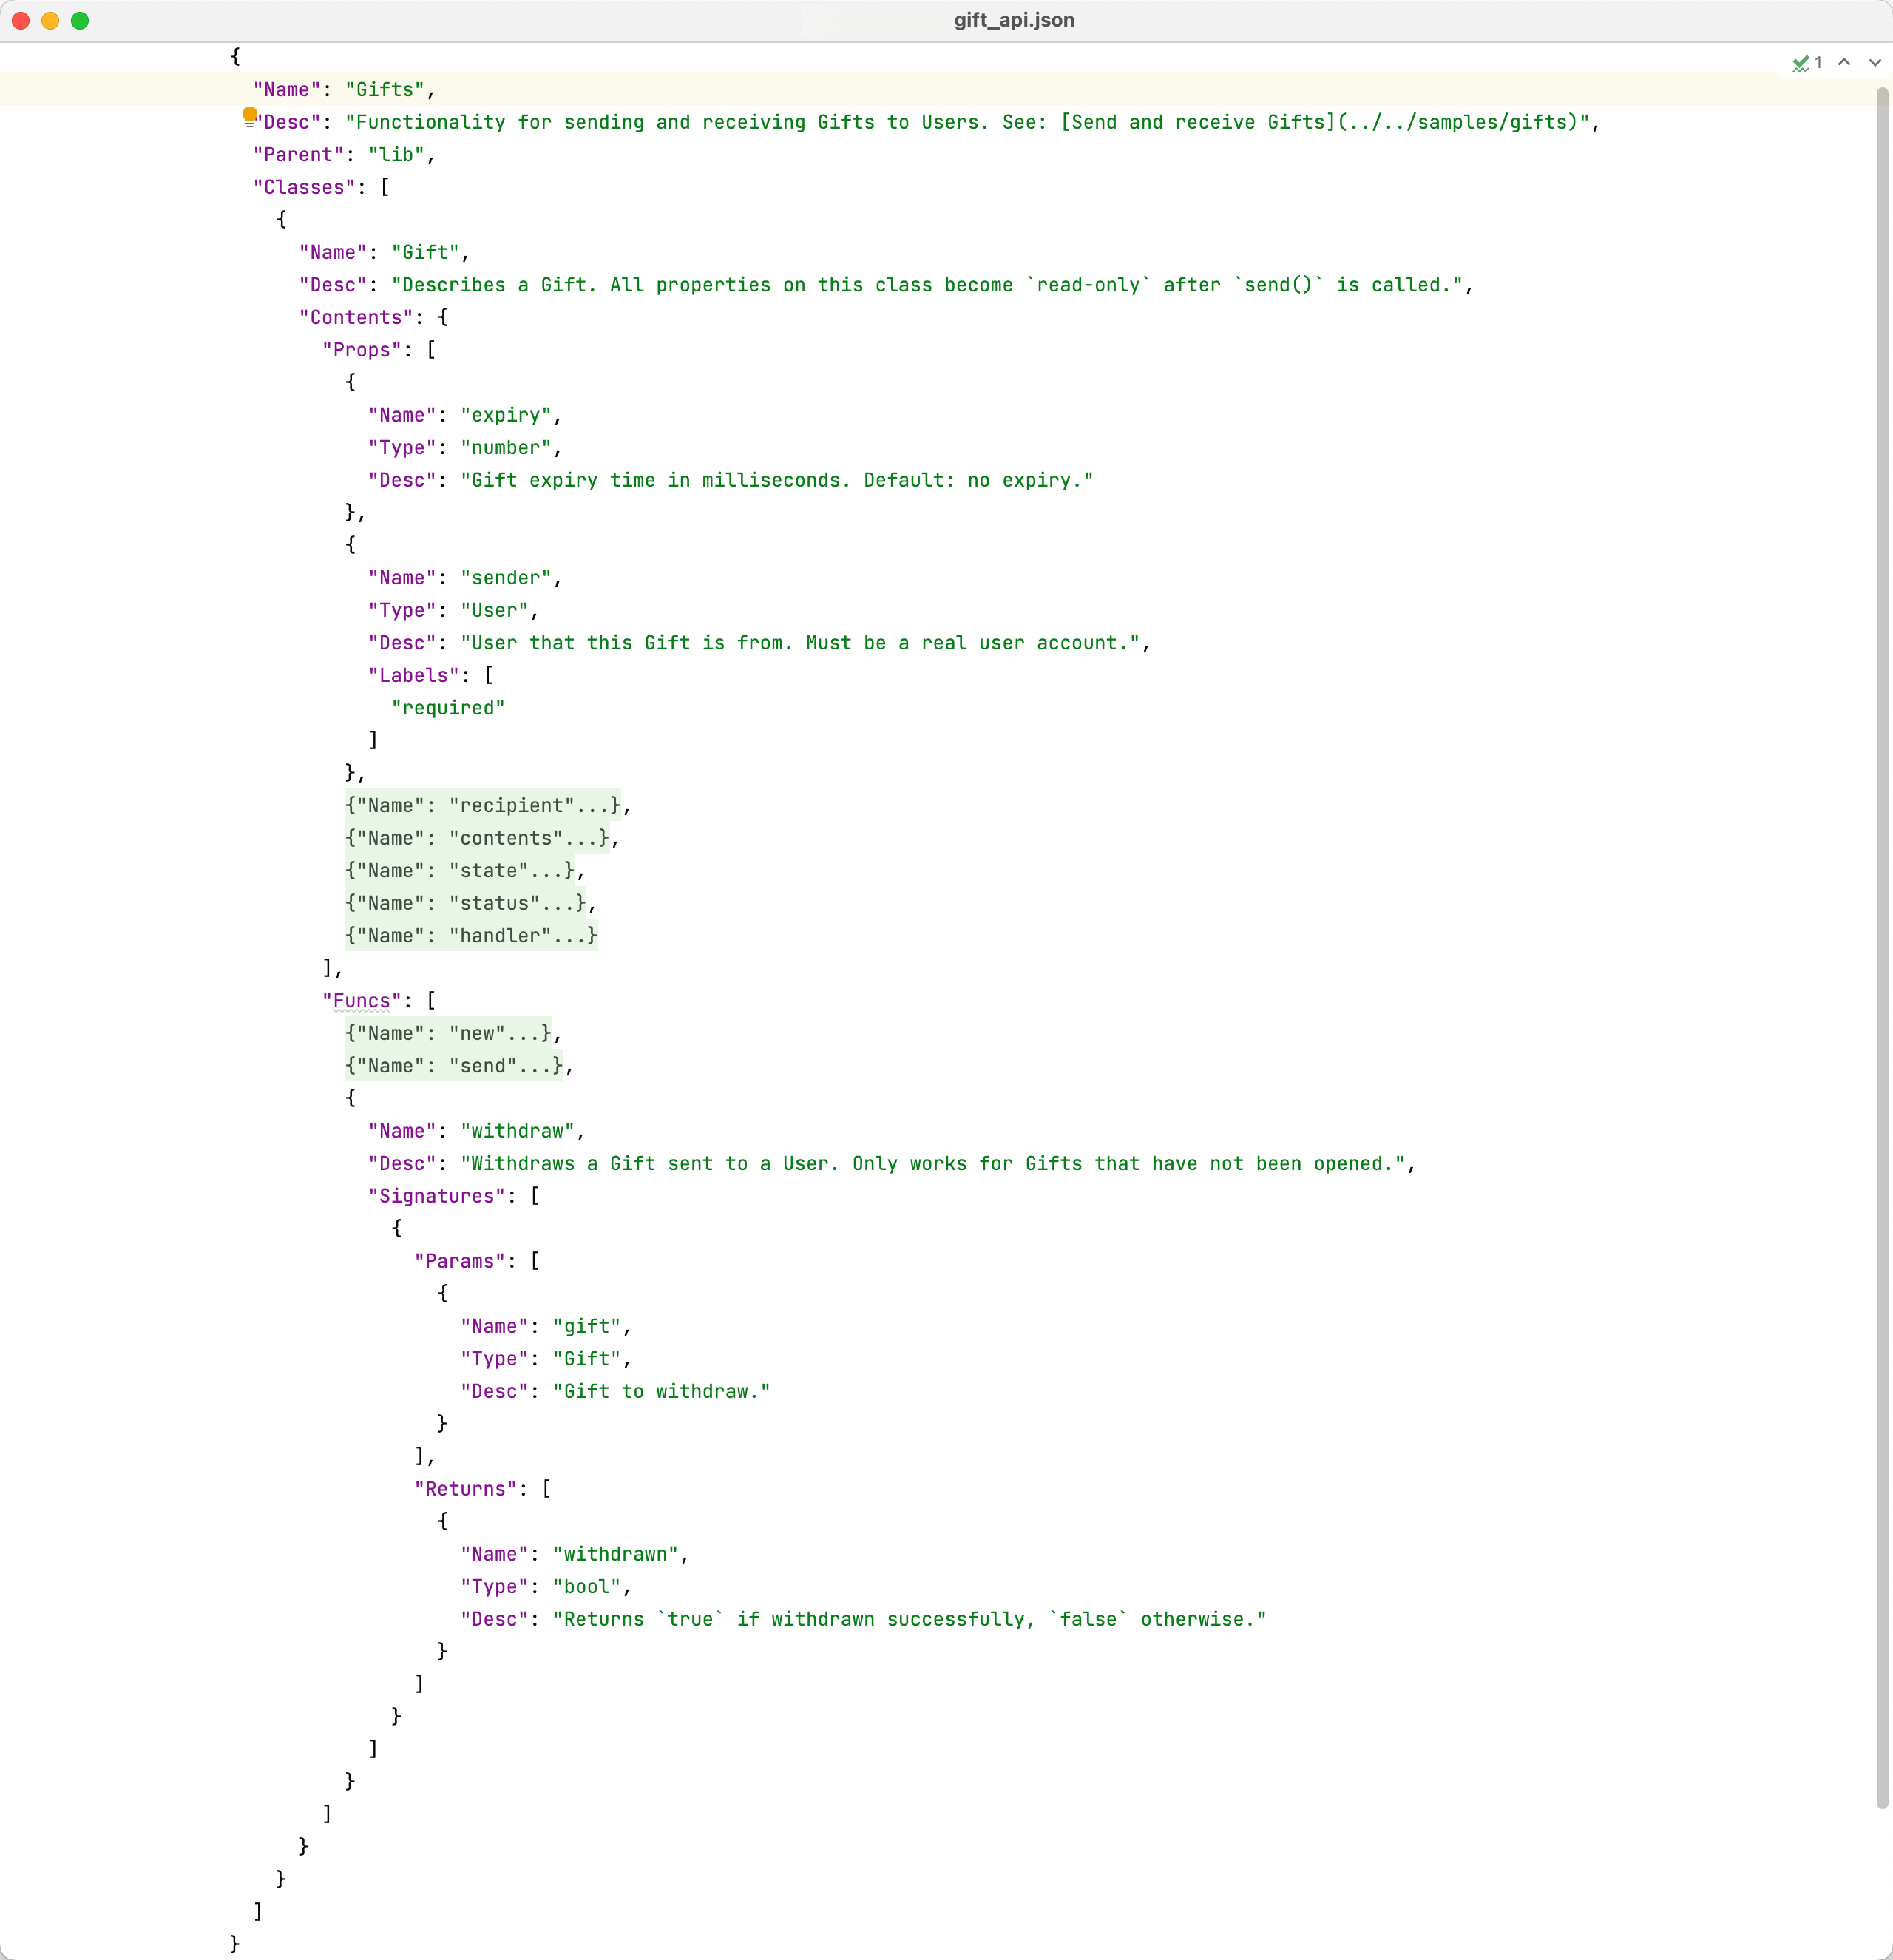 gift_api.json
{
1
"Name": "Gifts",
"Desc": "Functionality for sending and receiving Gifts to Users. See: [Send and receive Gifts](../../samples/gifts)",
"Parent": "lib",
"Classes": [
{
"Name": "Gift",
"Desc": "Describes a Gift. All properties on this class become `read-only` after `send()` is called.",
"Contents": {
"Props": [
{
"Name": "expiry",
"Type": "number",
"Desc": "Gift expiry time in milliseconds. Default: no expiry."
},
{
"Name": "sender",
"Type": "User",
"Desc": "User that this Gift is from. Must be a real user account.",
"Labels": [
"required"
]
},
{"Name": "recipient"...},
{"Name": "contents"...},
{"Name": "state"...},
{"Name": "status"...},
{"Name": "handler"...}
],
"Funcs": [
{"Name": "new"...},
{"Name": "send"...},
{
"Name": "withdraw",
"Desc": "Withdraws a Gift sent to a User. Only works for Gifts that have not been opened.",
"Signatures": [
{
"Params": [
{
"Name": "gift",
"Type": "Gift",
"Desc": "Gift to withdraw."
}
],
"Returns": [
{
"Name": "withdrawn",
"Type": "bool",
"Desc": "Returns `true` if withdrawn successfully, `false` otherwise."
}
]
}
]
}
]
}
}
]
}